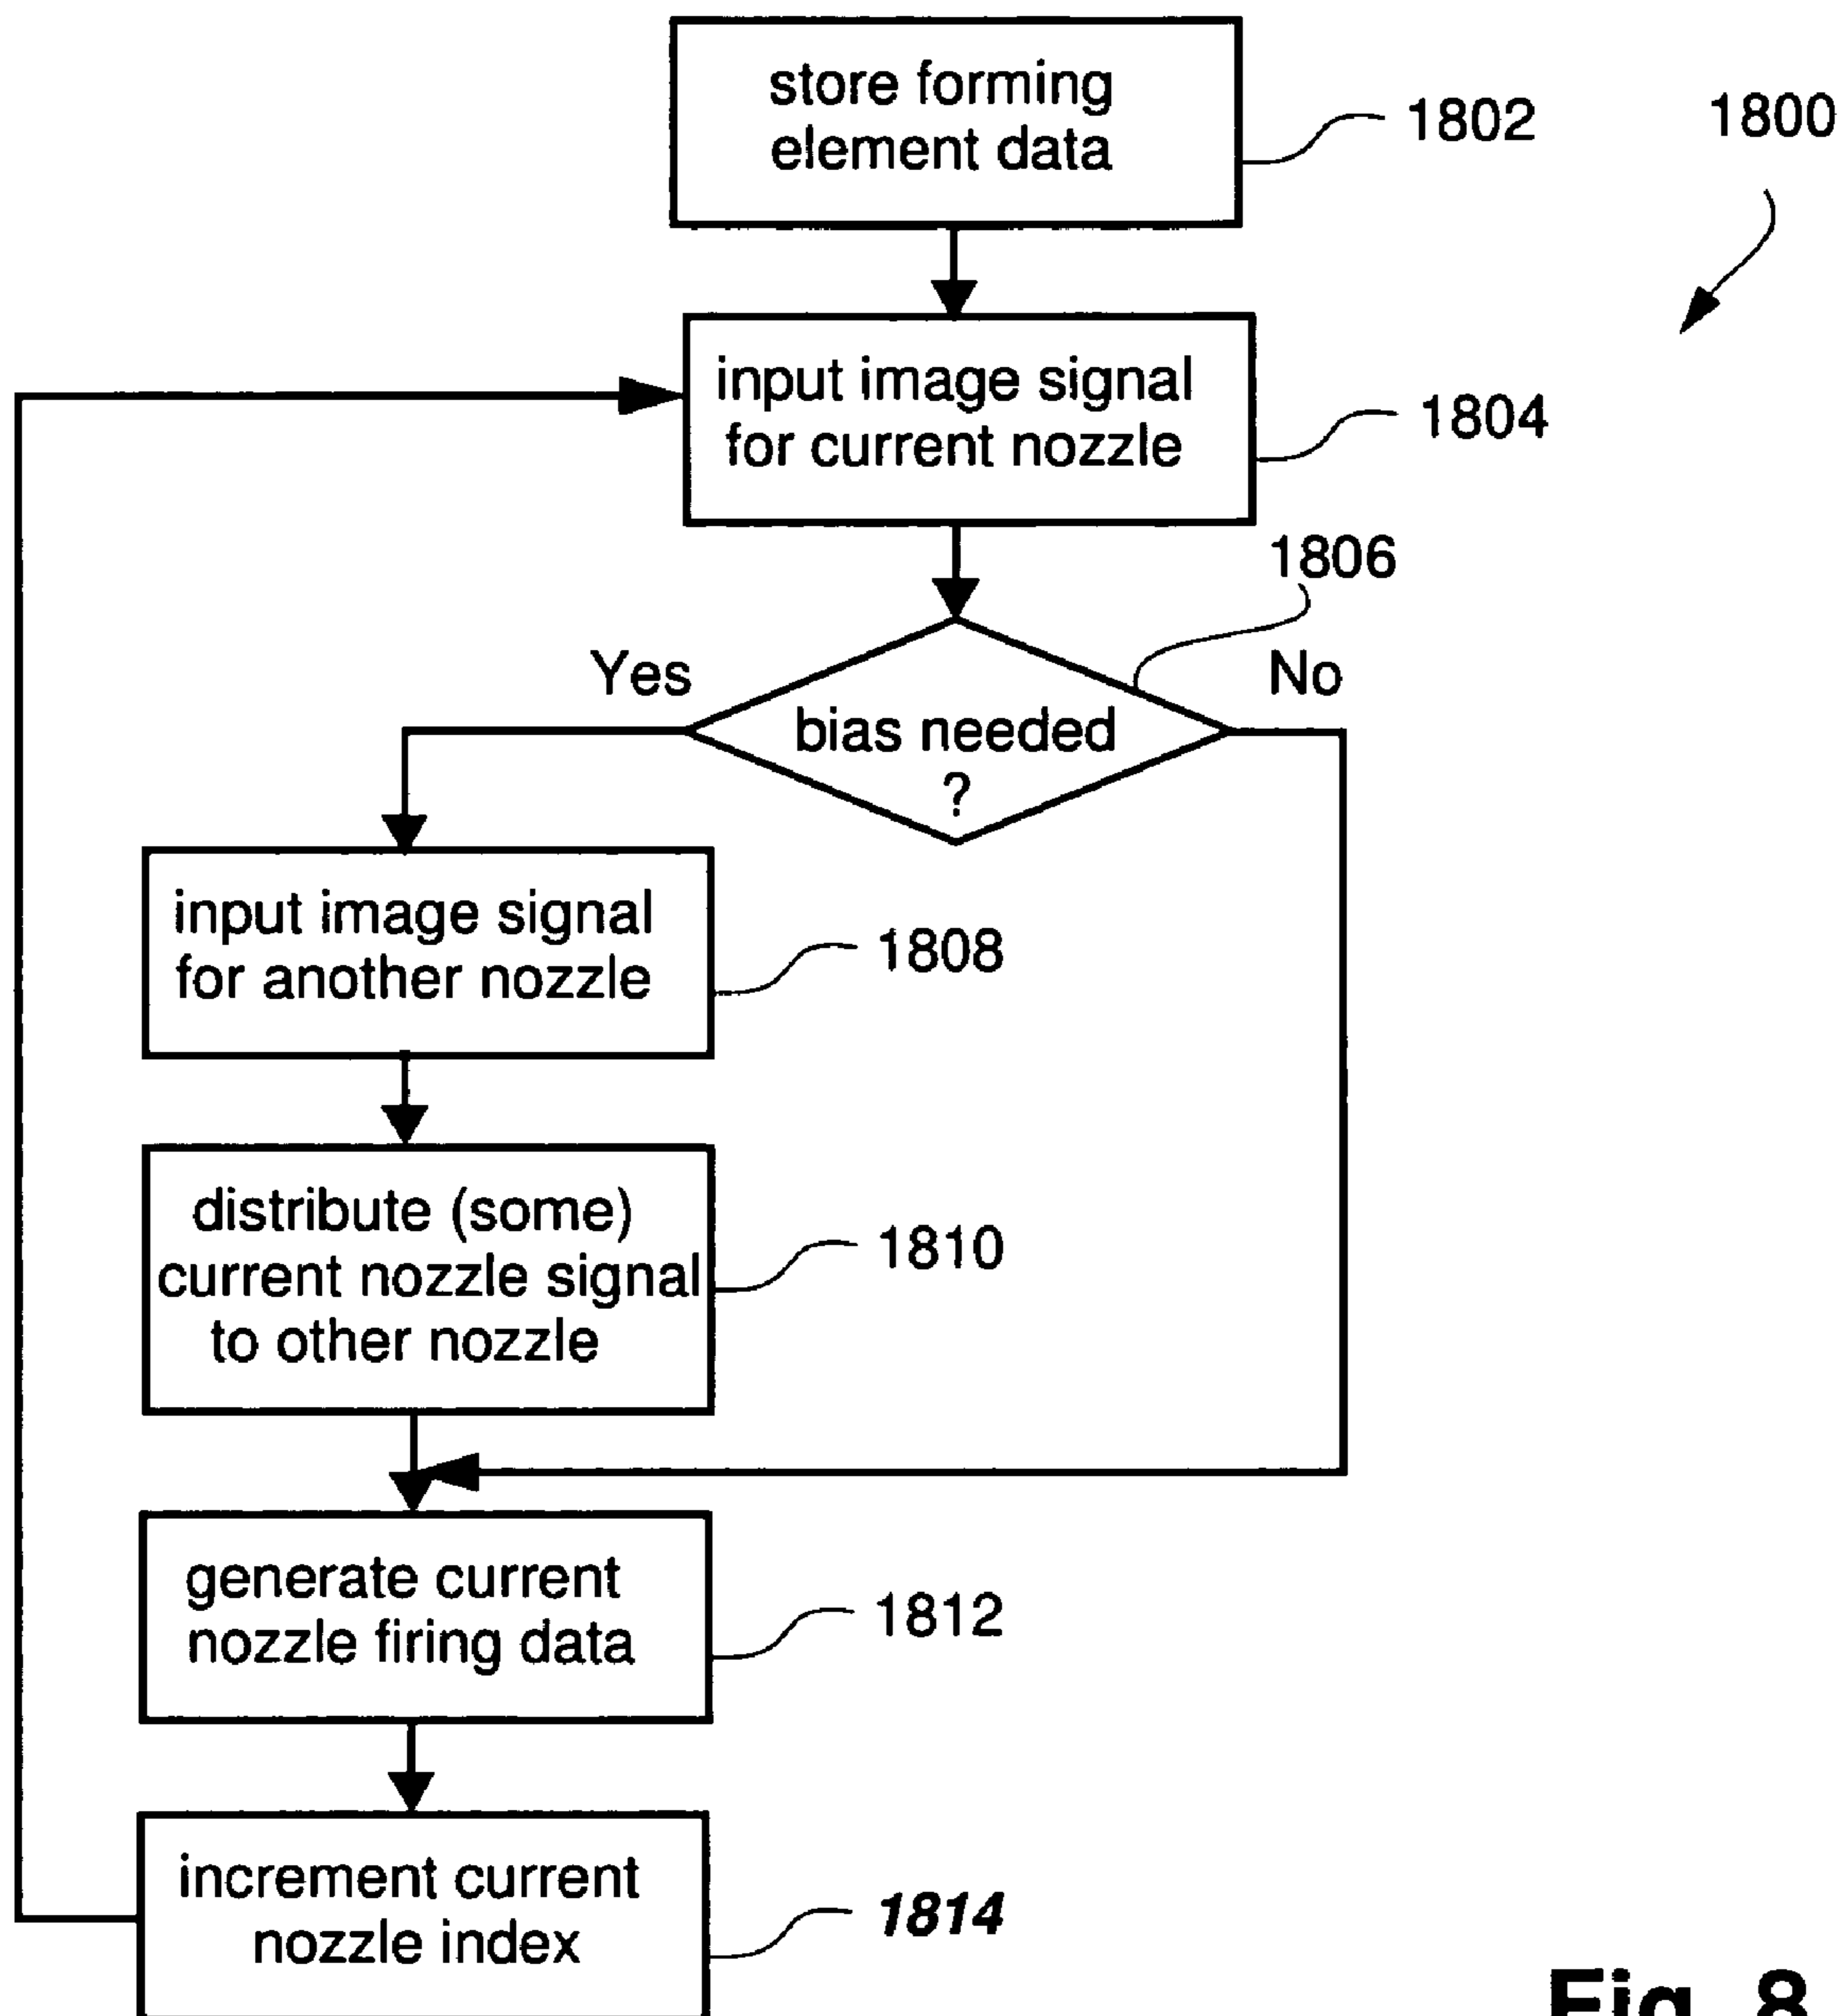 store forming
element data
1802
1800
input image signal
for current nozzle
1804
1806
Yes
No
bias needed
?
input image signal
for another nozzle
1808
distribute (some)
current nozzle signal
to other nozzle
1810
generate current
nozzle firing data
1812
increment current
nozzle index
1814
Fig. 8